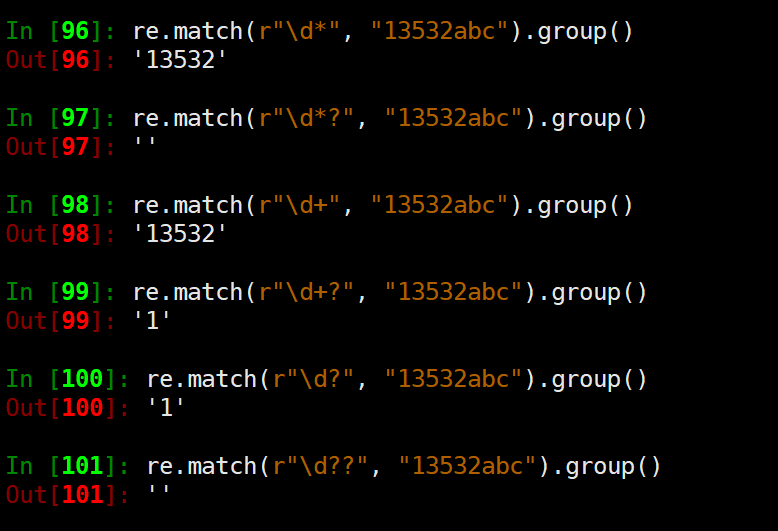 In [96]: re.match(r"\d*", "13532abc").group()
Out[96]: '13532'
In [97]: re.match(r"\d*?", "13532abc").group()
Out[97]: ''
In [98]: re.match(r"\d+", "13532abc").group()
Out[98]: '13532'
In [99]: re.match(r"\d+?", "13532abc").group()
Out[99]: '1'
In [100]: re.match(r"\d?", "13532abc").group()
Out[100]: '1'
In [101]: re.match(r"\d??", "13532abc").group()
Out[101]: ''